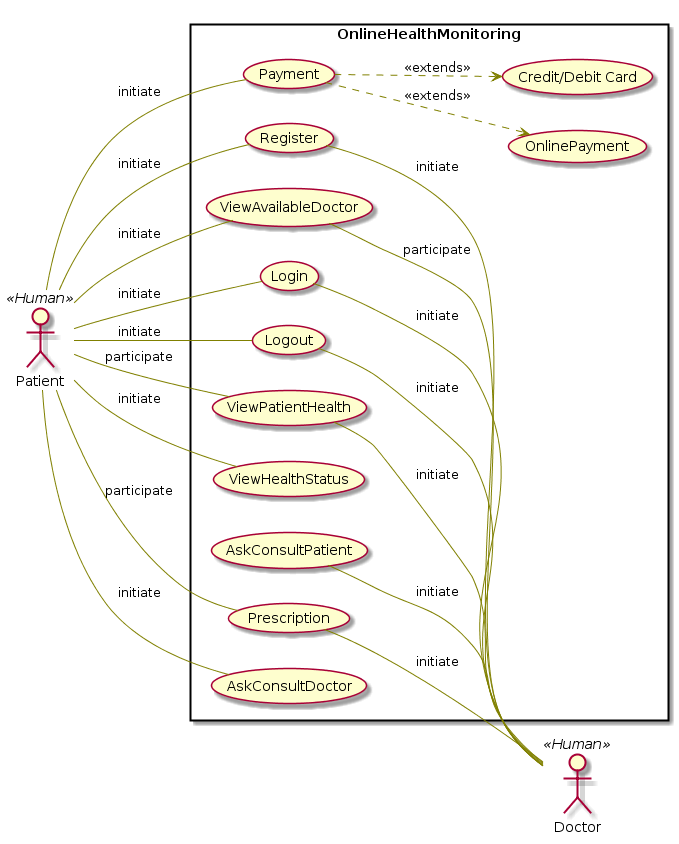 OnlineHealthMonitoring
Payment
«extends»
Credit/Debit Card
initiate
«extends»
Register
OnlinePayment
initiate
initiate
ViewAvailableDoctor
initiate
participate
Login
initiate
«Human»
initiate
initiate
Logout
participate
Patient
initiate
ViewPatientHealth
initiate
initiate
ViewHealthStatus
participate
AskConsultPatient
initiate
initiate
Prescription
initiate
AskConsultDoctor
«Human»
Doctor